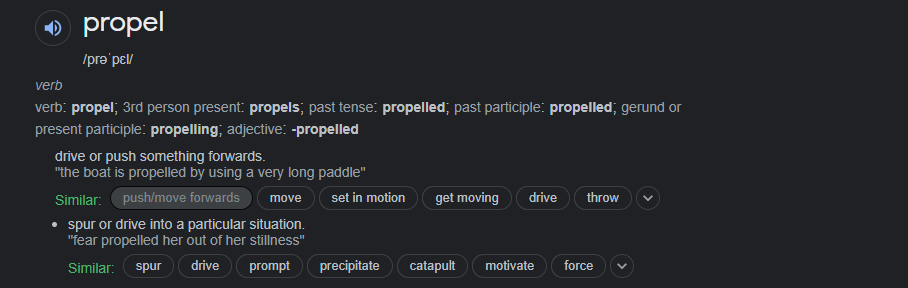 propel
/prəˈpɛl/
verb
verb: propel; 3rd person present: propels; past tense: propelled; past participle: propelled; gerund or
present participle: propelling; adjective: -propelled
drive or push something forwards.
"the boat is propelled by using a very long paddle"
Similar: push/move forwards move set in motion get moving drive throw
• spur or drive into a particular situation.
"fear propelled her out of her stillness"
Similar: spur drive prompt precipitate catapult motivate force